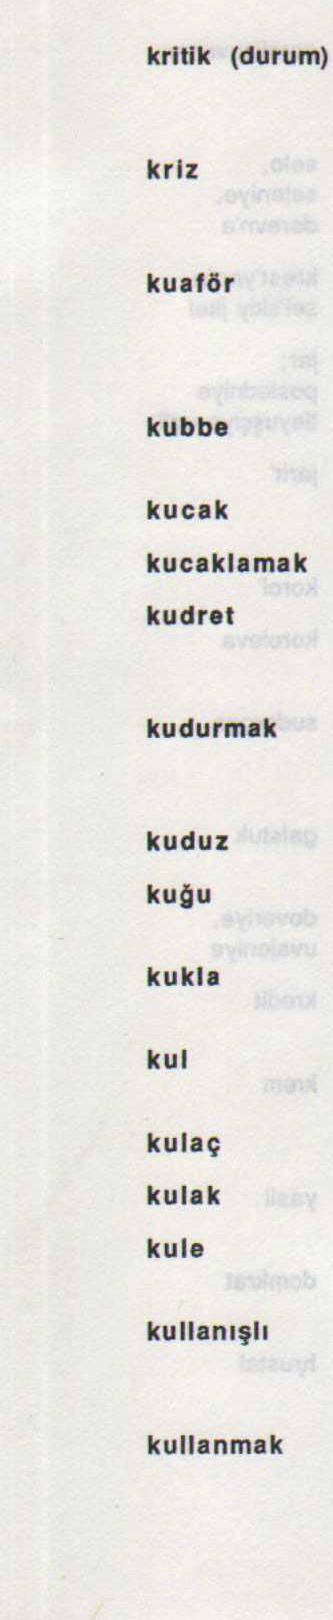 kritik (durum)
kriz
kuaför
kubbe
kucak
kucaklamak
kudret
kudurmak
kuduz
kuğu
kukla
kul
kulaç
kulak
kule
kullanışlı
kullanmak